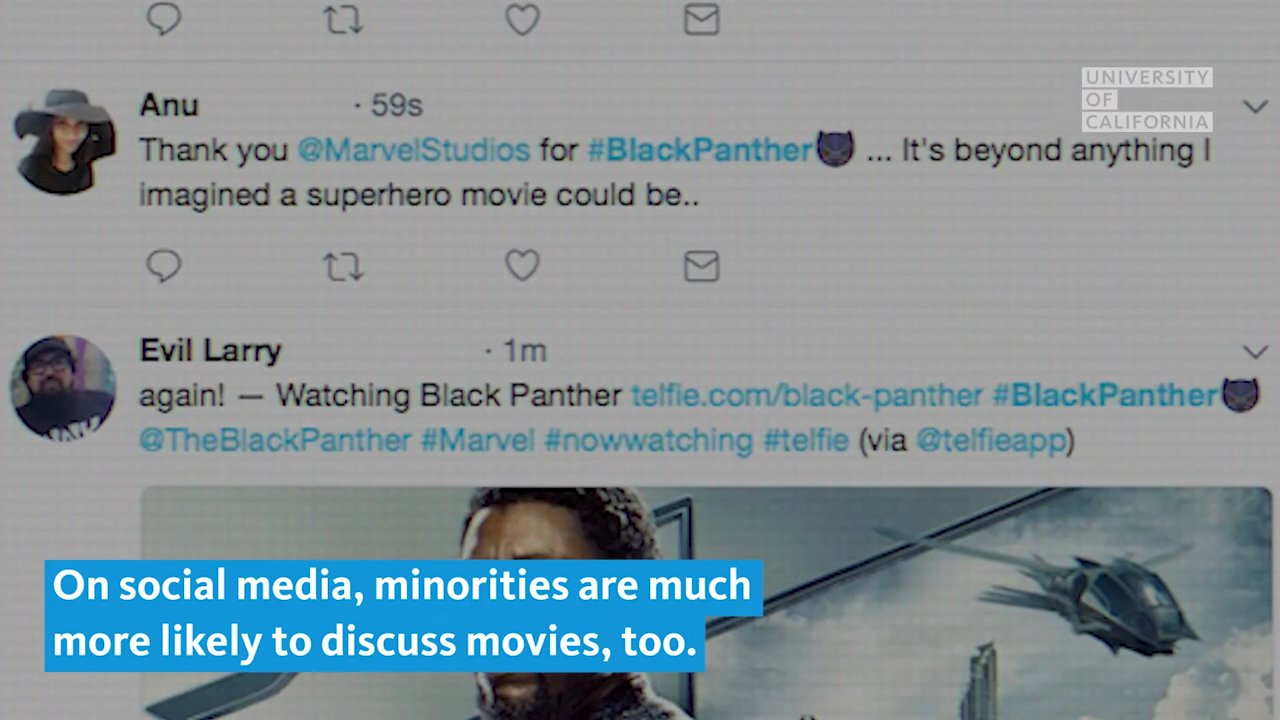 UNIVERSITY
OF
CALIFORNIA
Anu · 59s
Thank you @MarvelStudios for #BlackPanther ... It's beyond anything I
imagined a superhero movie could be..
Evil Larry · 1m
again! — Watching Black Panther telfie.com/black-panther #BlackPanther
@TheBlackPanther #Marvel #nowwatching #telfie (via @telfieapp)
On social media, minorities are much
more likely to discuss movies, too.